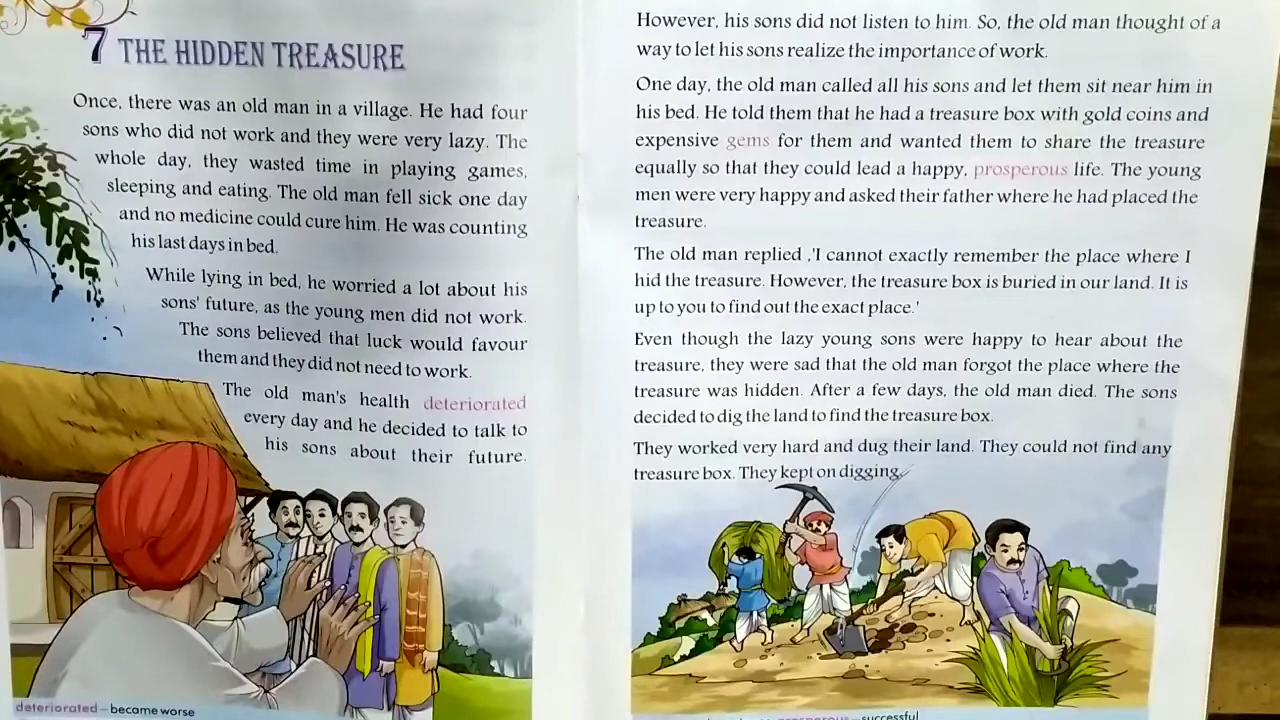 7 THE HIDDEN TREASURE
Once, there was an old man in a village. He had four
sons who did not work and they were very lazy. The
whole day, they wasted time in playing games,
sleeping and eating. The old man fell sick one day
and no medicine could cure him. He was counting
his last days in bed.
While lying in bed, he worried a lot about his
sons' future, as the young men did not work.
The sons believed that luck would favour
them and they did not need to work.
The old man's health deteriorated
every day and he decided to talk to
his sons about their future.
deteriorated – became worse
However, his sons did not listen to him. So, the old man thought of a
way to let his sons realize the importance of work.
One day, the old man called all his sons and let them sit near him in
his bed. He told them that he had a treasure box with gold coins and
expensive gems for them and wanted them to share the treasure
equally so that they could lead a happy, prosperous life. The young
men were very happy and asked their father where he had placed the
treasure.
The old man replied ,'I cannot exactly remember the place where I
hid the treasure. However, the treasure box is buried in our land. It is
up to you to find out the exact place.'
Even though the lazy young sons were happy to hear about the
treasure, they were sad that the old man forgot the place where the
treasure was hidden. After a few days, the old man died. The sons
decided to dig the land to find the treasure box.
They worked very hard and dug their land. They could not find any
treasure box. They kept on digging
prosperous – successful